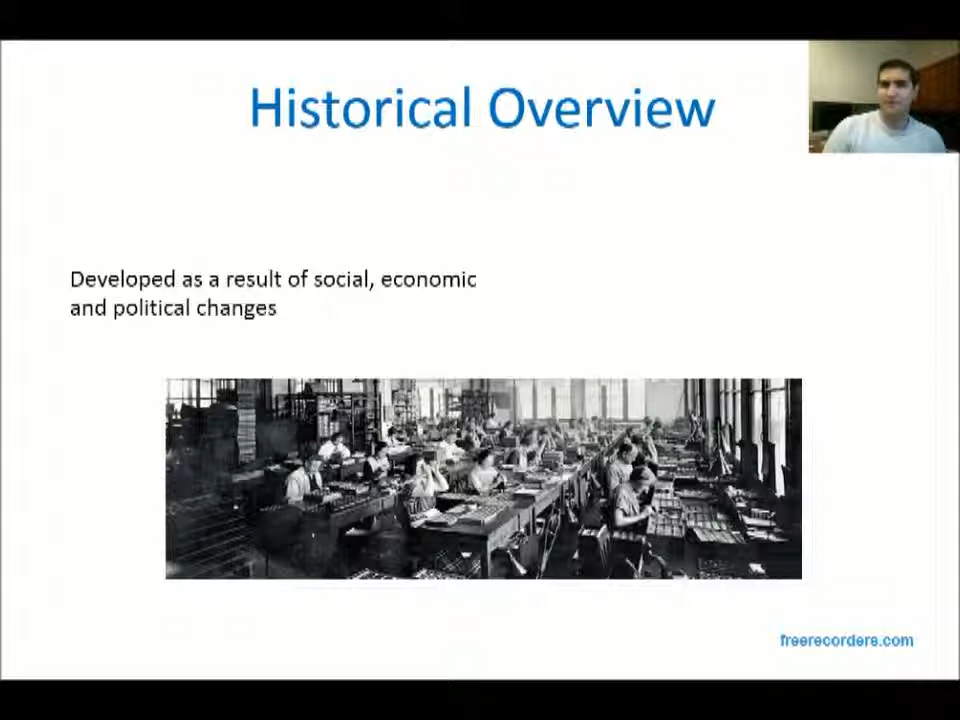 Historical Overview
Developed as a result of social, economic
and political changes
freerecorders.com